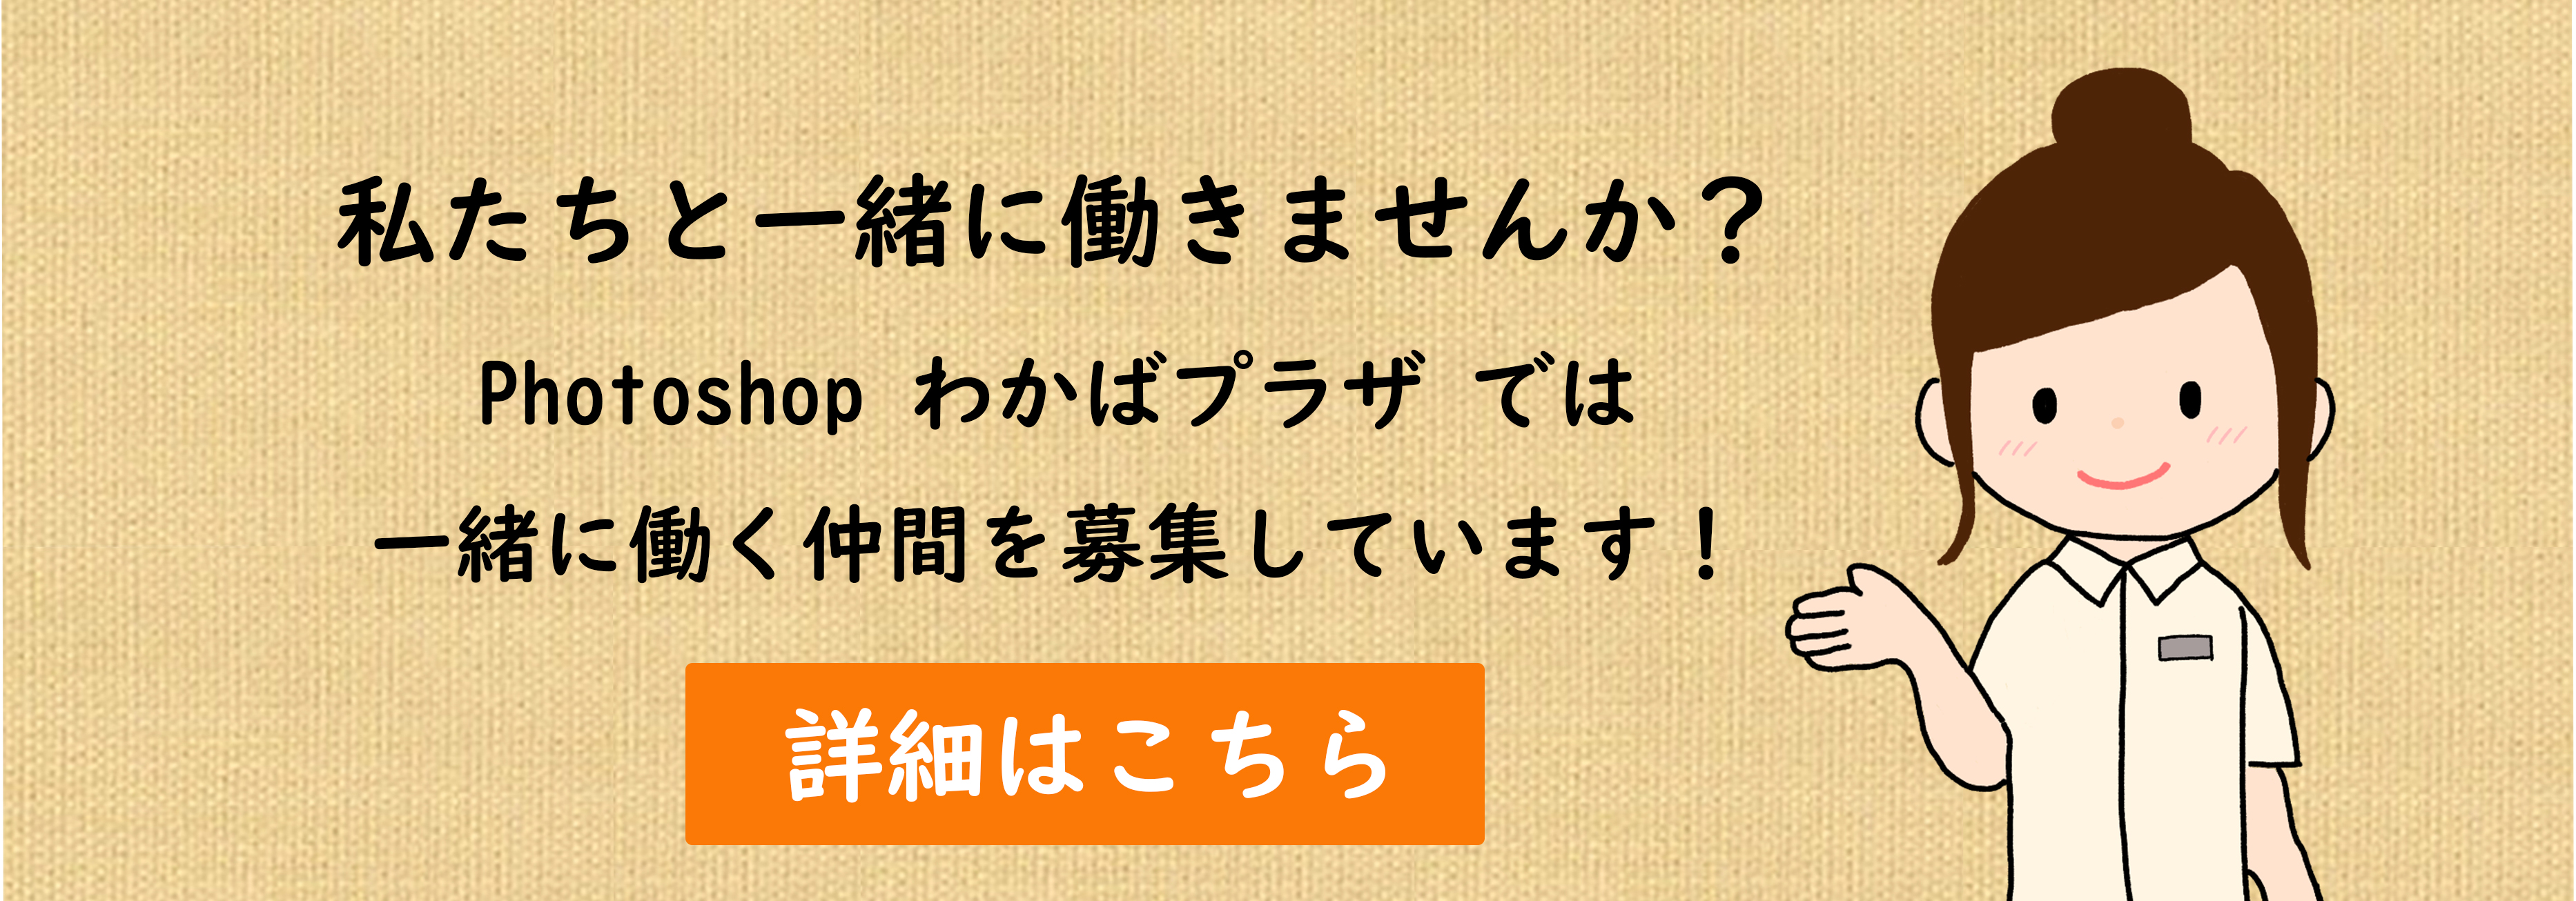 私たちと一緒に働きませんか？
Photoshop わかばプラザ では
一緒に働く仲間を募集しています！
詳細はこちら